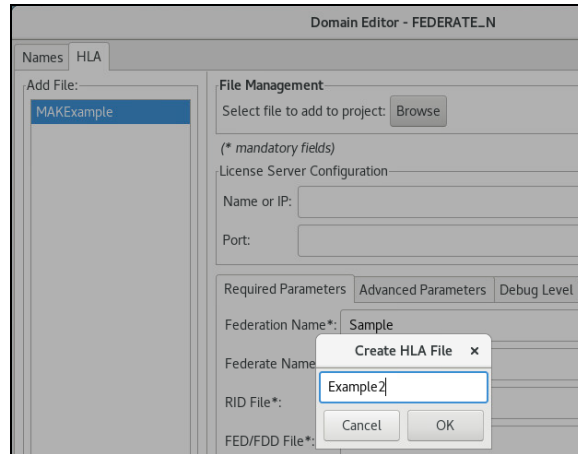 Domain Editor - FEDERATE_N
Names HLA
Add File:
MAKExample
File Management
Select file to add to project: Browse
(* mandatory fields)
License Server Configuration
Name or IP:
Port:
Required Parameters Advanced Parameters Debug Level
Federation Name*: Sample
Federate Name
Create HLA File ×
Example2
RID File*:
Cancel OK
FED/FDD File*: